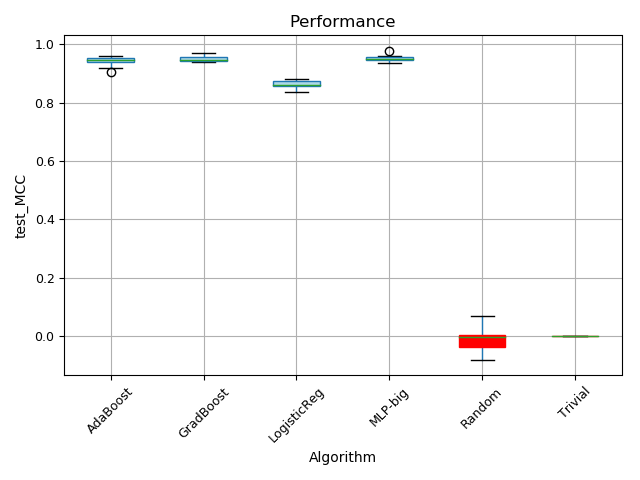 Performance
test_MCC
1.0
0.8
0.6
0.4
0.2
0.0
AdaBoost
GradBoost
LogisticReg
MLP-big
Random
Trivial
Algorithm